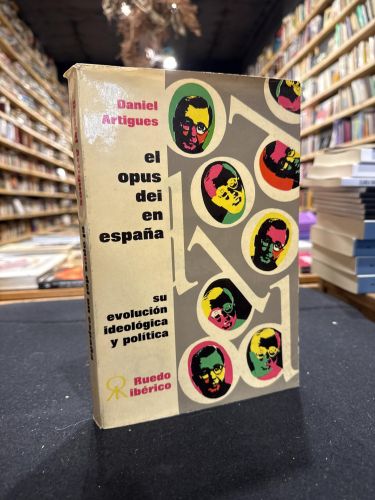 Daniel
Artigues
el
opus
dei en
españa
su
evolución
ideológica
y política
Ruedo
ibérico